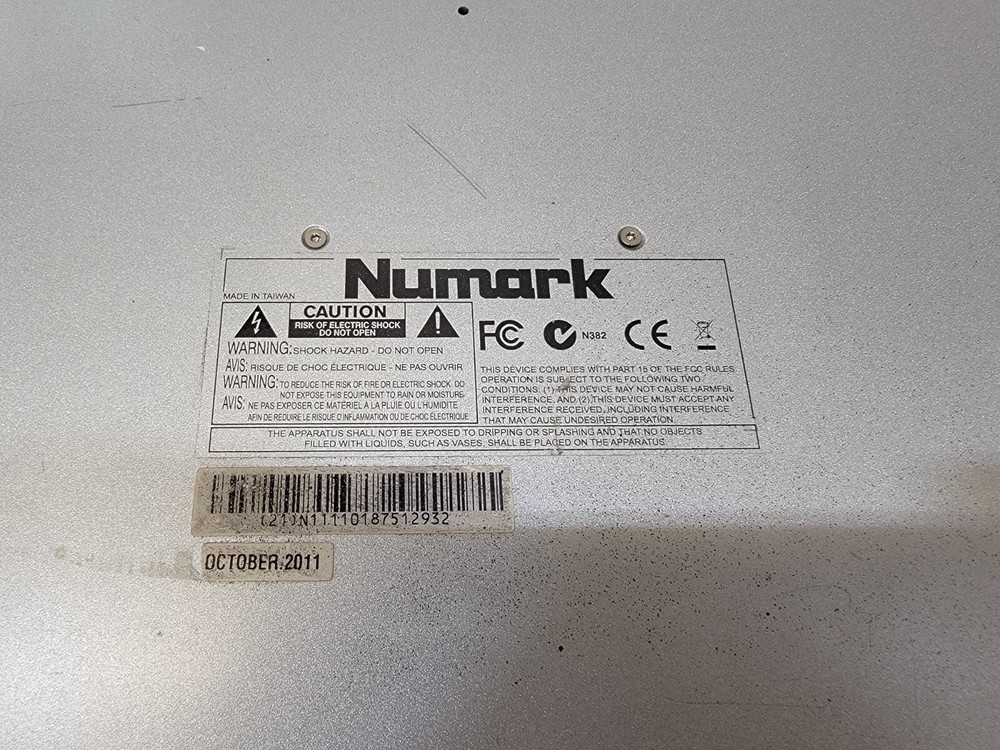 Numark
MADE IN TAIWAN
CAUTION
RISK OF ELECTRIC SHOCK
DO NOT OPEN
WARNING: SHOCK HAZARD - DO NOT OPEN
AVIS: RISQUE DE CHOC ÉLECTRIQUE - NE PAS OUVRIR
WARNING: TO REDUCE THE RISK OF FIRE OR ELECTRIC SHOCK DO
NOT EXPOSE THIS EQUIPMENT TO RAIN OR MOISTURE
AVIS: NE PAS EXPOSER CE MATÉRIEL À LA PLUIE OU L'HUMIDITE
AFIN DE REDUIRE LE RISQUE D'INFLAMMATION OU DE CHOC ÉLECTRIQUE
FC N382 CE
THIS DEVICE COMPLIES WITH PART 15 OF THE FCC RULES
OPERATION IS SUBJECT TO THE FOLLOWING TWO
CONDITIONS: (1) THIS DEVICE MAY NOT CAUSE HARMFUL
INTERFERENCE, AND (2) THIS DEVICE MUST ACCEPT ANY
INTERFERENCE RECEIVED, INCLUDING INTERFERENCE
THAT MAY CAUSE UNDESIRED OPERATION.
THE APPARATUS SHALL NOT BE EXPOSED TO DRIPPING OR SPLASHING AND THAT NO OBJECTS
FILLED WITH LIQUIDS, SUCH AS VASES, SHALL BE PLACED ON THE APPARATUS.
(21)N11110187512932
OCTOBER.2011